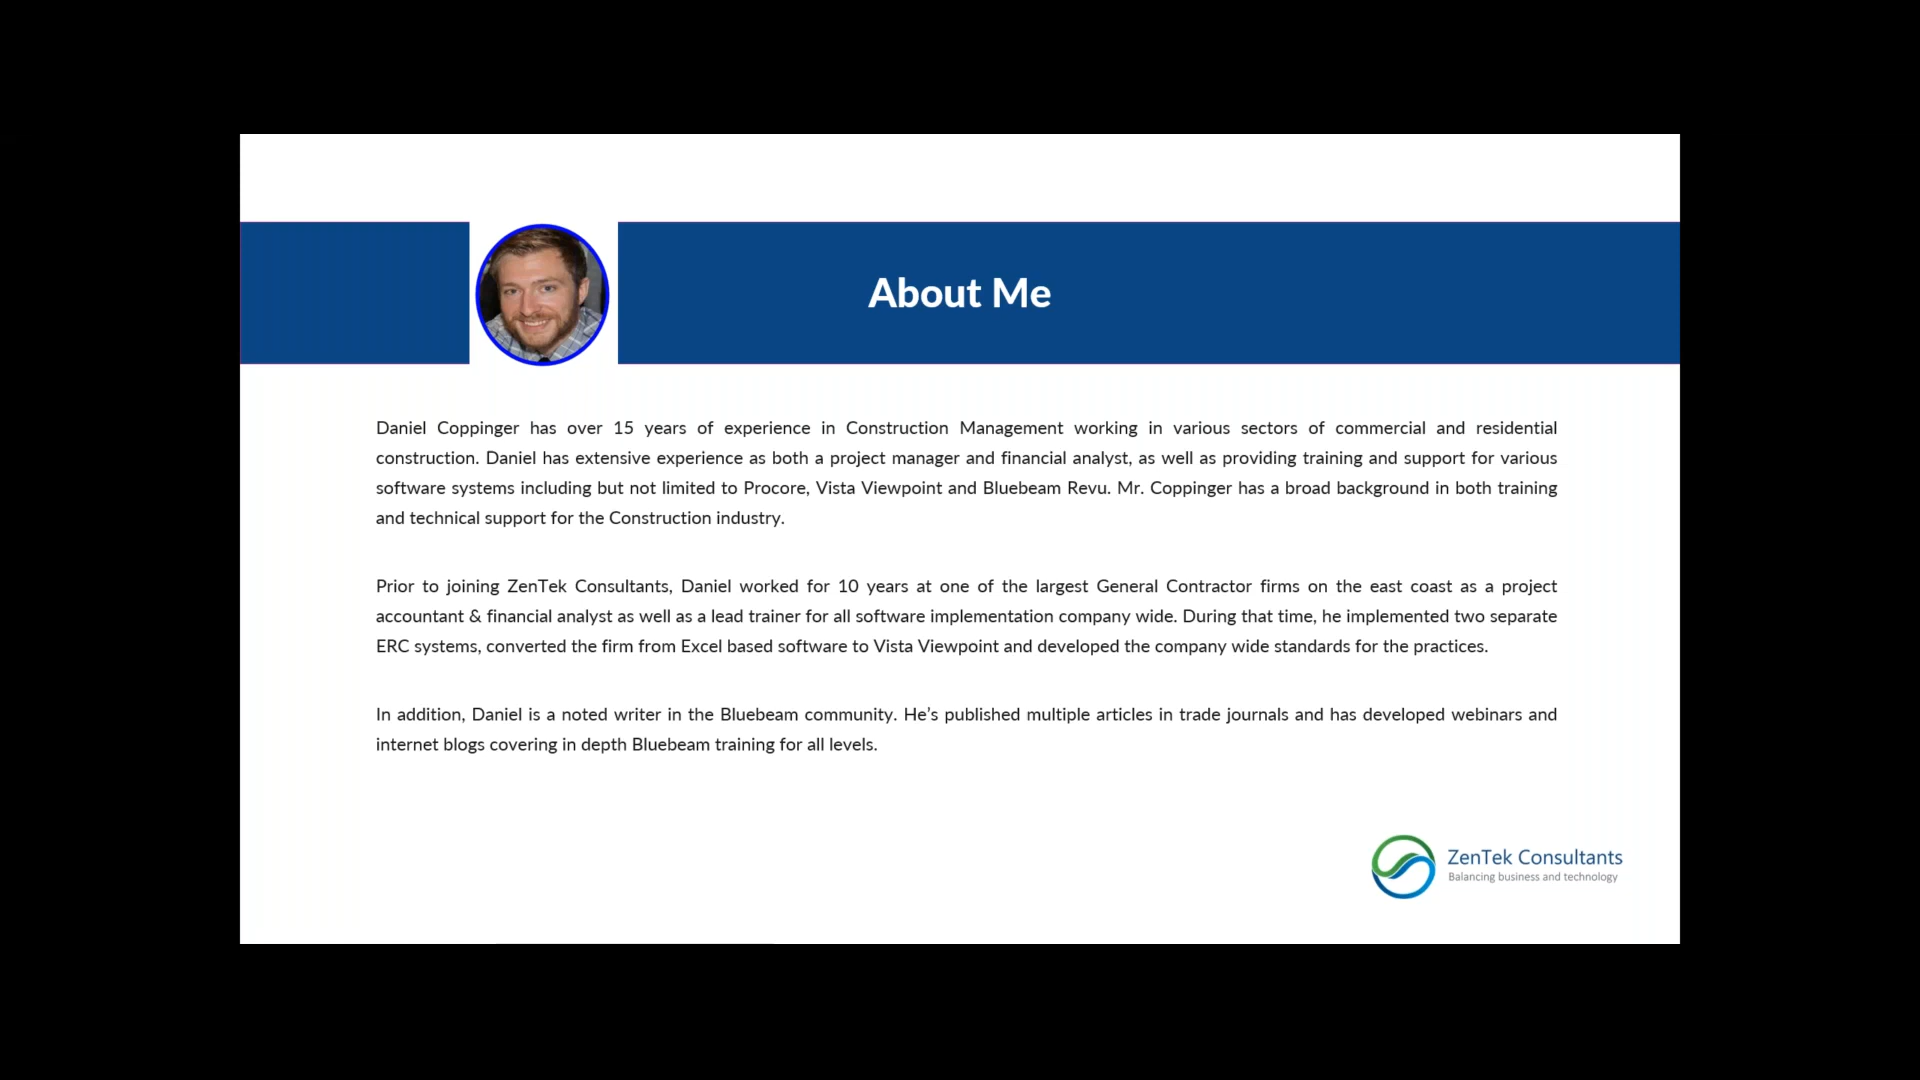 About Me
Daniel Coppinger has over 15 years of experience in Construction Management working in various sectors of commercial and residential
construction. Daniel has extensive experience as both a project manager and financial analyst, as well as providing training and support for various
software systems including but not limited to Procore, Vista Viewpoint and Bluebeam Revu. Mr. Coppinger has a broad background in both training
and technical support for the Construction industry.
Prior to joining ZenTek Consultants, Daniel worked for 10 years at one of the largest General Contractor firms on the east coast as a project
accountant & financial analyst as well as a lead trainer for all software implementation company wide. During that time, he implemented two separate
ERC systems, converted the firm from Excel based software to Vista Viewpoint and developed the company wide standards for the practices.
In addition, Daniel is a noted writer in the Bluebeam community. He’s published multiple articles in trade journals and has developed webinars and
internet blogs covering in depth Bluebeam training for all levels.
ZenTek Consultants
Balancing business and technology